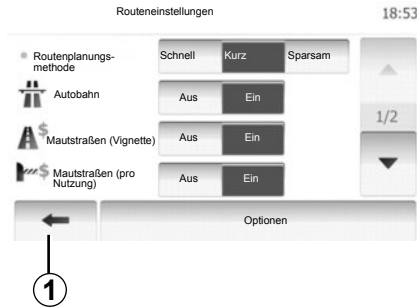 Routeneinstellungen 18:53
Routenplanungs-
methode
Schnell Kurz Sparsam
Autobahn Aus Ein
1/2
Mautstraßen (Vignette) Aus Ein
Mautstraßen (pro
Nutzung)
Aus Ein
Optionen
1